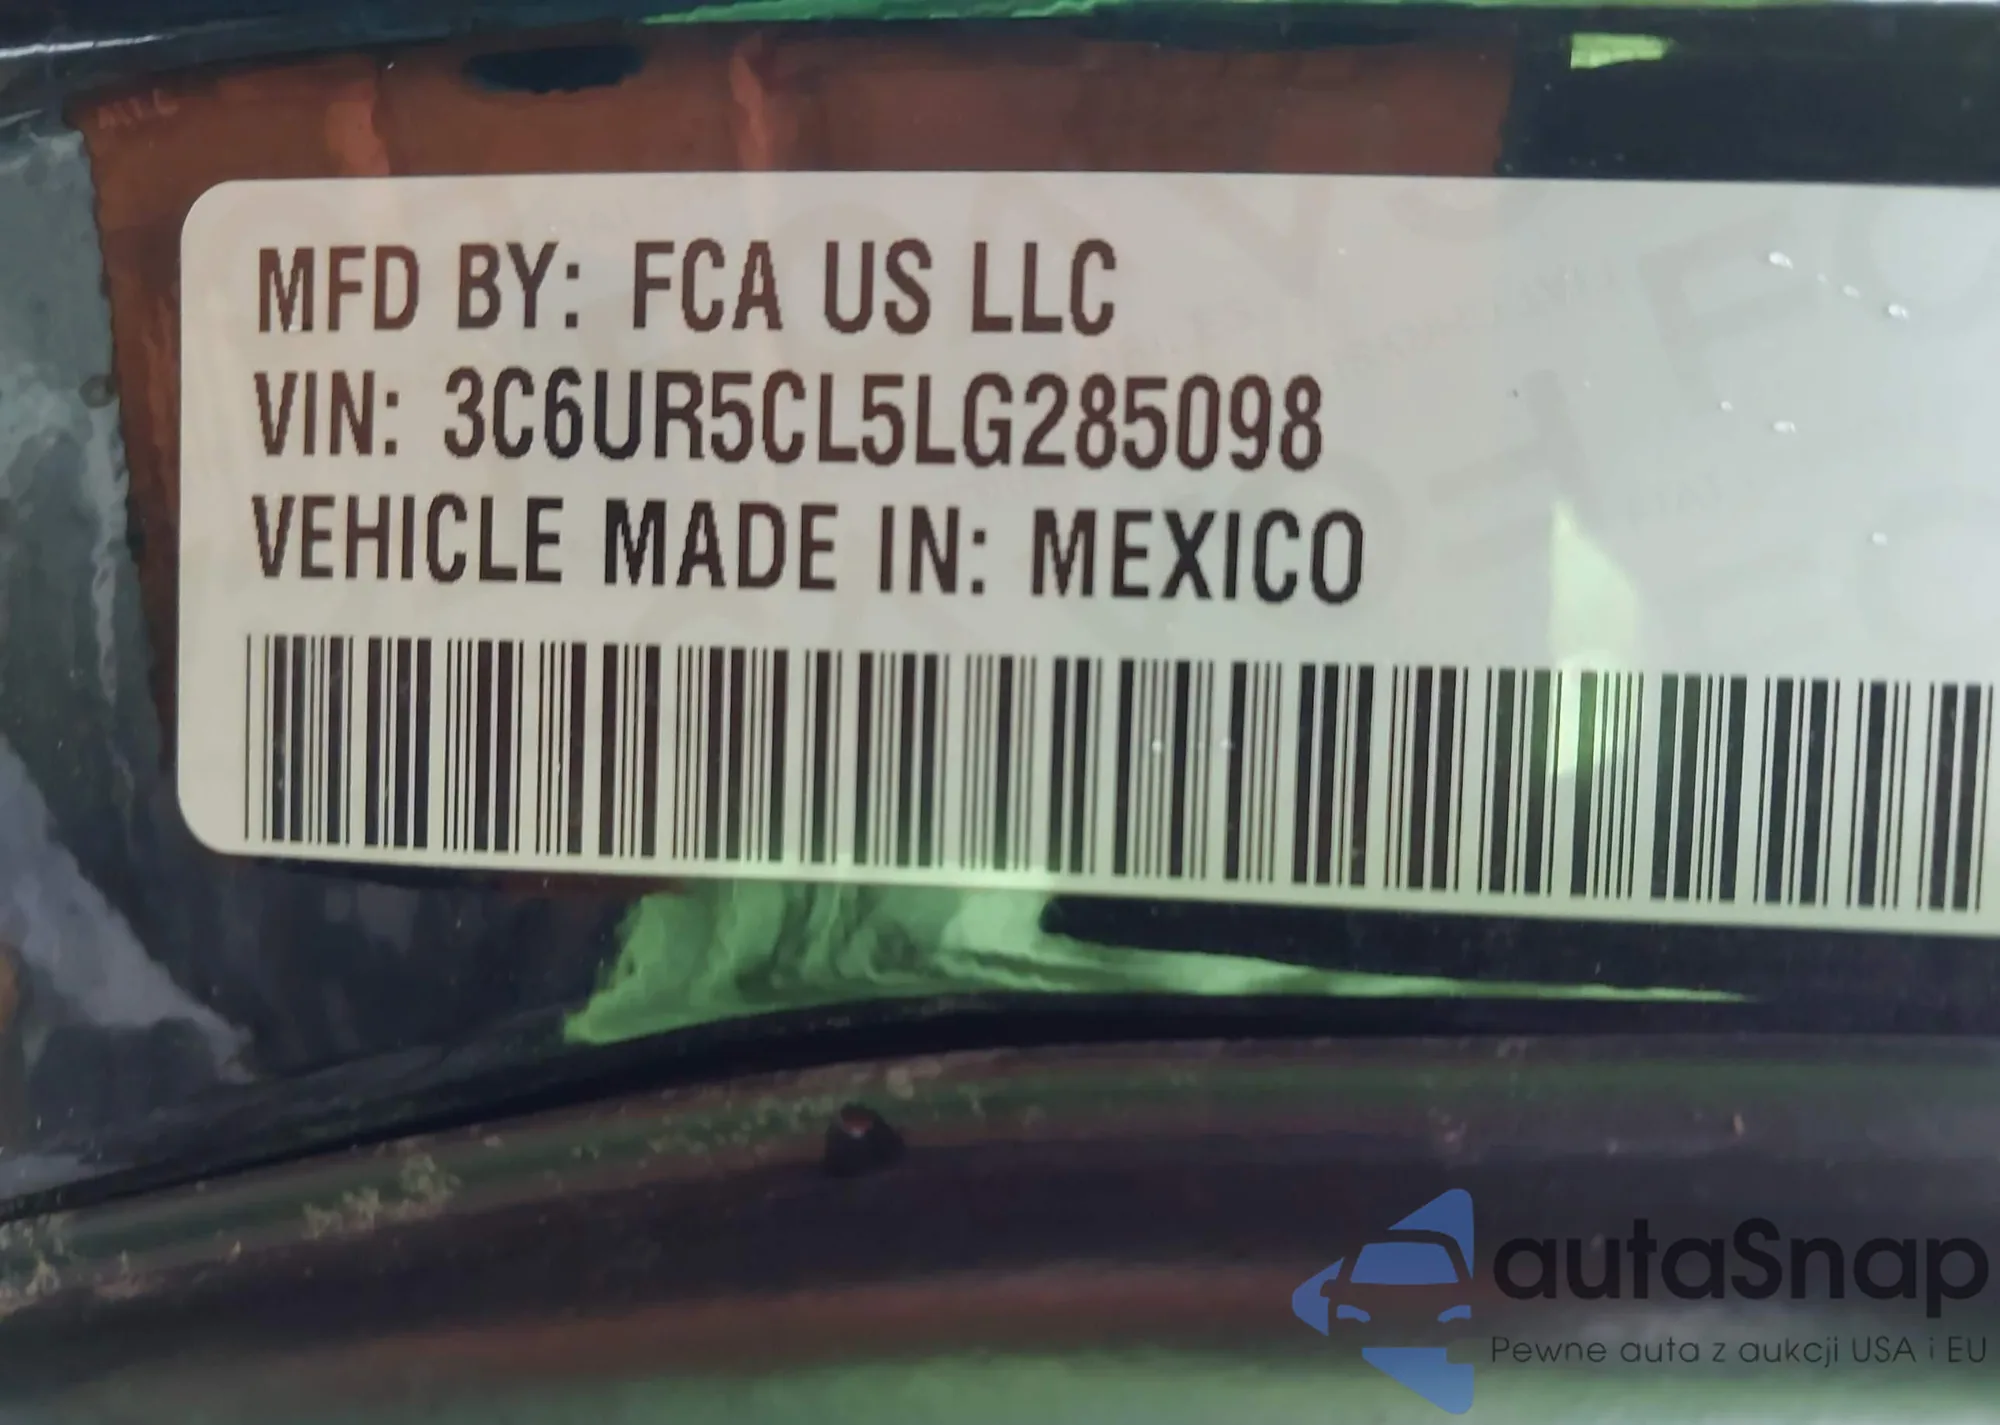 MFD BY: FCA US LLC
VIN: 3C6UR5CL5LG285098
VEHICLE MADE IN: MEXICO
autaSnap
Pewne auta z aukcji USA i EU